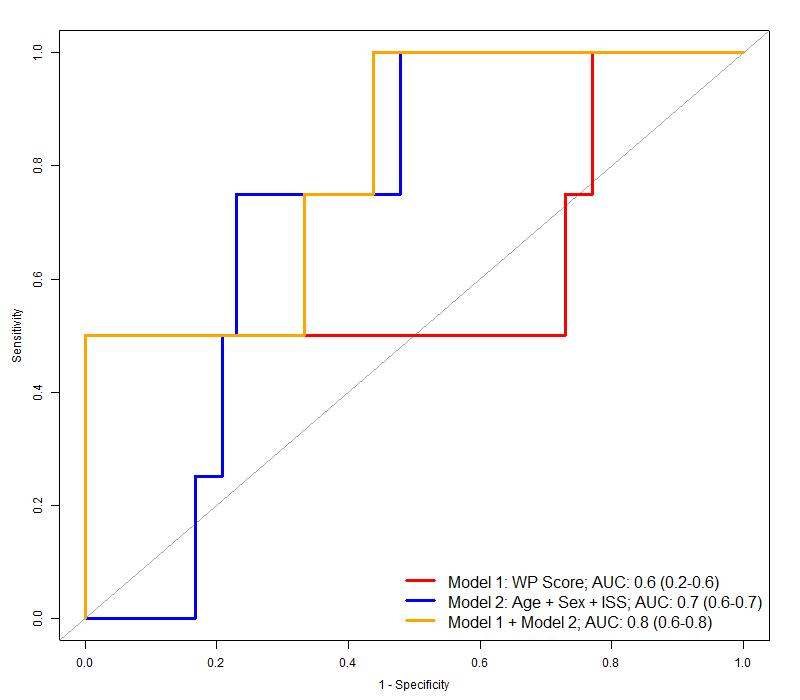 1.0
0.8
0.6
0.4
0.2
0.0
Sensitivity
Model 1: WP Score; AUC: 0.6 (0.2-0.6)
Model 2: Age + Sex + ISS; AUC: 0.7 (0.6-0.7)
Model 1 + Model 2; AUC: 0.8 (0.6-0.8)
0.0 0.2 0.4 0.6 0.8 1.0
1 - Specificity